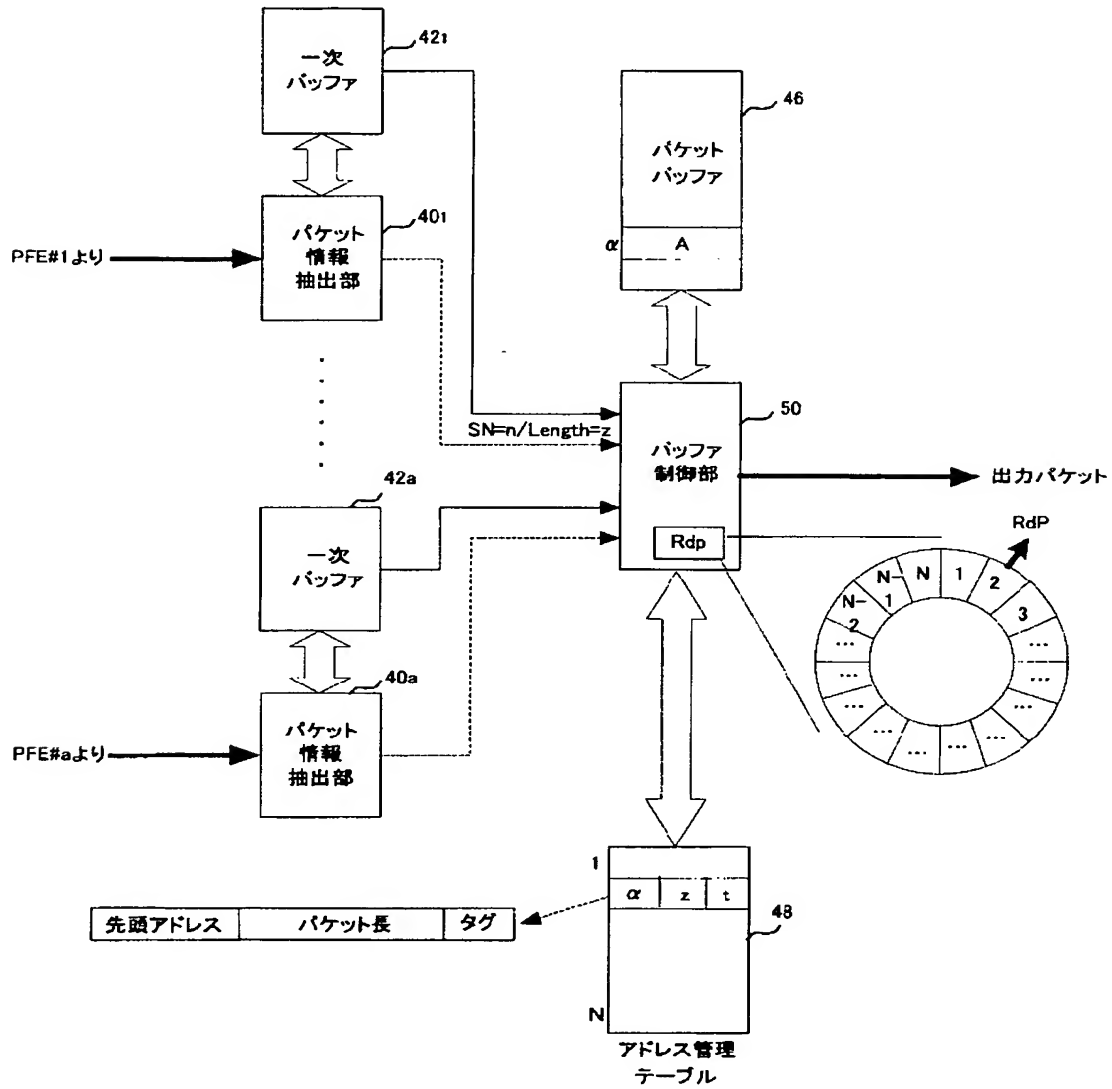 42₁
一次
バッファ
46
パケット
バッファ
40₁
パケット
情報
抽出部
PFE#1より
α
A
50
SN=n/Length=z
バッファ
制御部
出力パケット
42a
一次
バッファ
Rdp
RdP
N-2
N-1
N
1
2
3
...
...
...
...
...
...
...
...
...
40a
パケット
情報
抽出部
PFE#aより
1
α z t
先頭アドレス パケット長 タグ
48
N
アドレス管理
テーブル